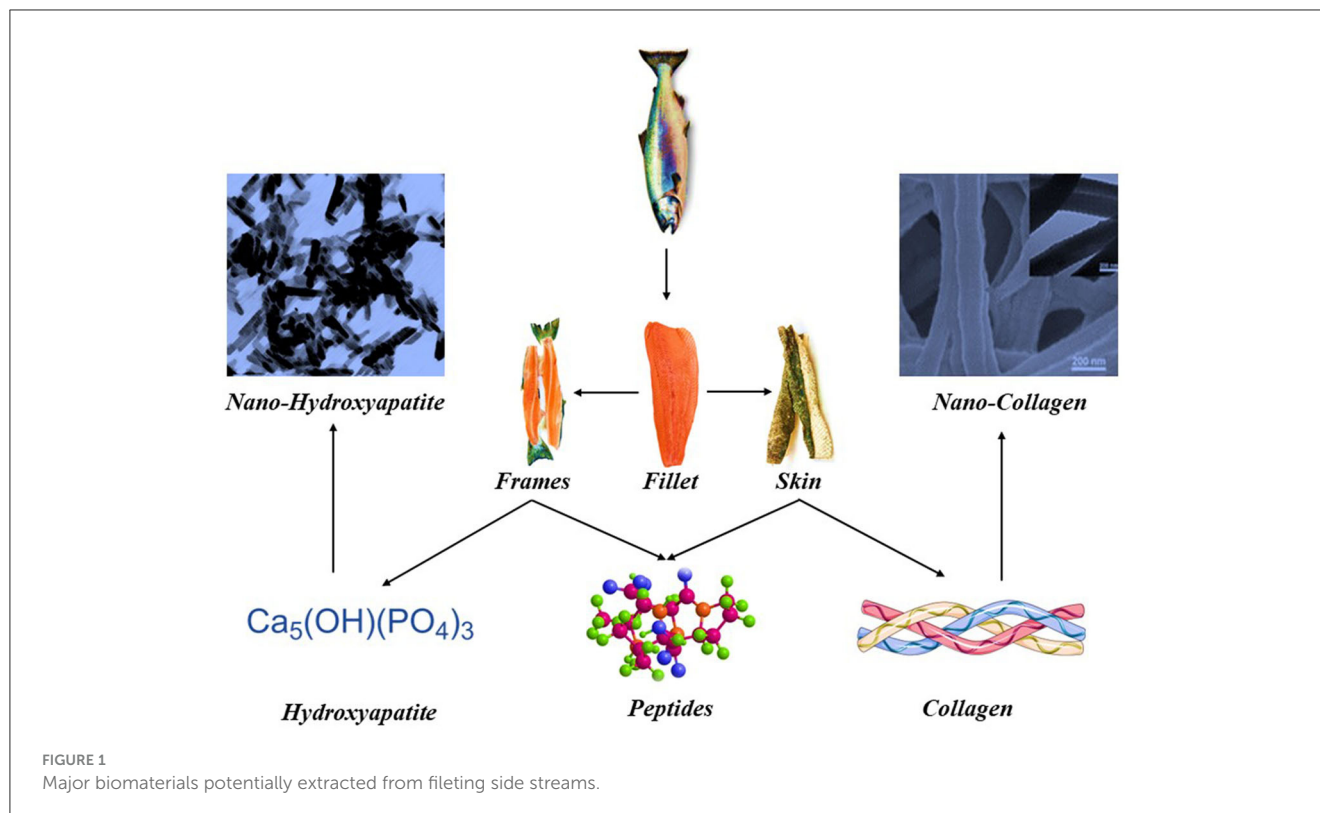 Nano-Hydroxyapatite
200 nm
Nano-Collagen
Frames
Fillet
Skin
Ca5(OH)(PO4)3
Hydroxyapatite
Peptides
Collagen
FIGURE 1
Major biomaterials potentially extracted from fileting side streams.